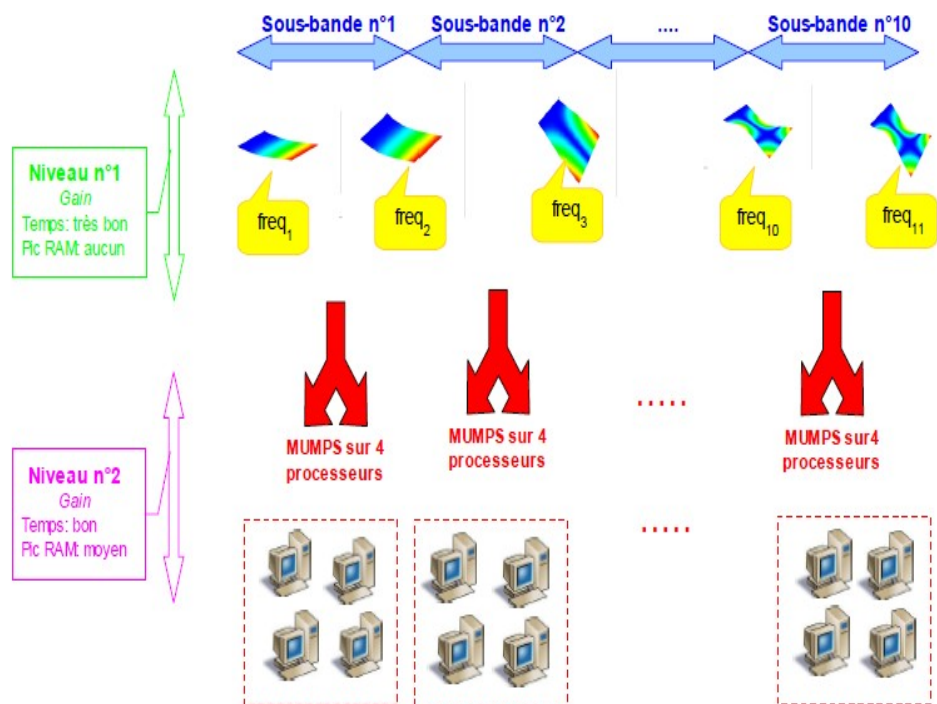 Sous-bande n°1
Sous-bande n°2
....
Sous-bande n°10
Niveau n°1
Gain
Temps: très bon
Pic RAM: aucun
freq1
freq2
freq3
freq10
freq11
.....
MUMPS sur 4
processeurs
MUMPS sur 4
processeurs
MUMPS sur4
processeurs
Niveau n°2
Gain
Temps: bon
Pic RAM: moyen
.....